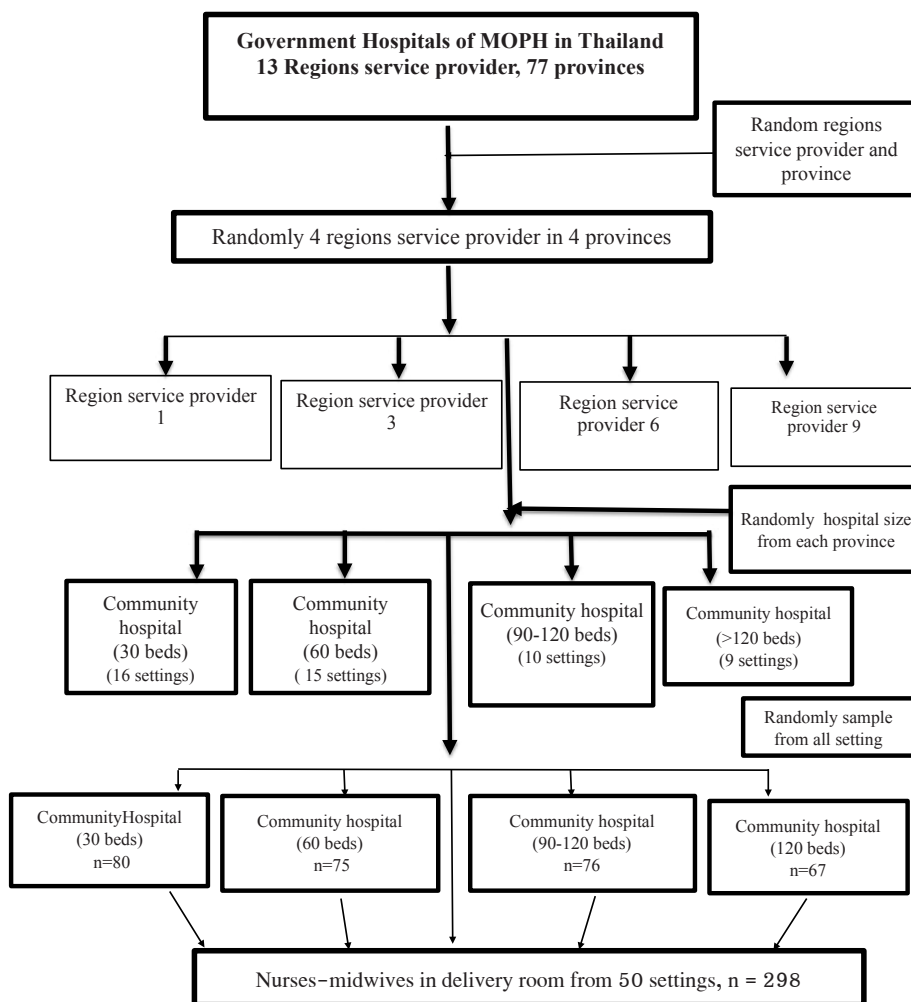 Government Hospitals of MOPH in Thailand
13 Regions service provider, 77 provinces
Random regions
service provider and
province
Randomly 4 regions service provider in 4 provinces
Region service provider
1
Region service provider
3
Region service
provider 6
Region service
provider 9
Randomly hospital size
from each province
Community
hospital
(30 beds)
(16 settings)
Community
hospital
(60 beds)
( 15 settings)
Community hospital
(90-120 beds)
(10 settings)
Community hospital
(>120 beds)
(9 settings)
Randomly sample
from all setting
CommunityHospital
(30 beds)
n=80
Community hospital
(60 beds)
n=75
Community hospital
(90-120 beds)
n=76
Community hospital
(120 beds)
n=67
Nurses-midwives in delivery room from 50 settings, n = 298